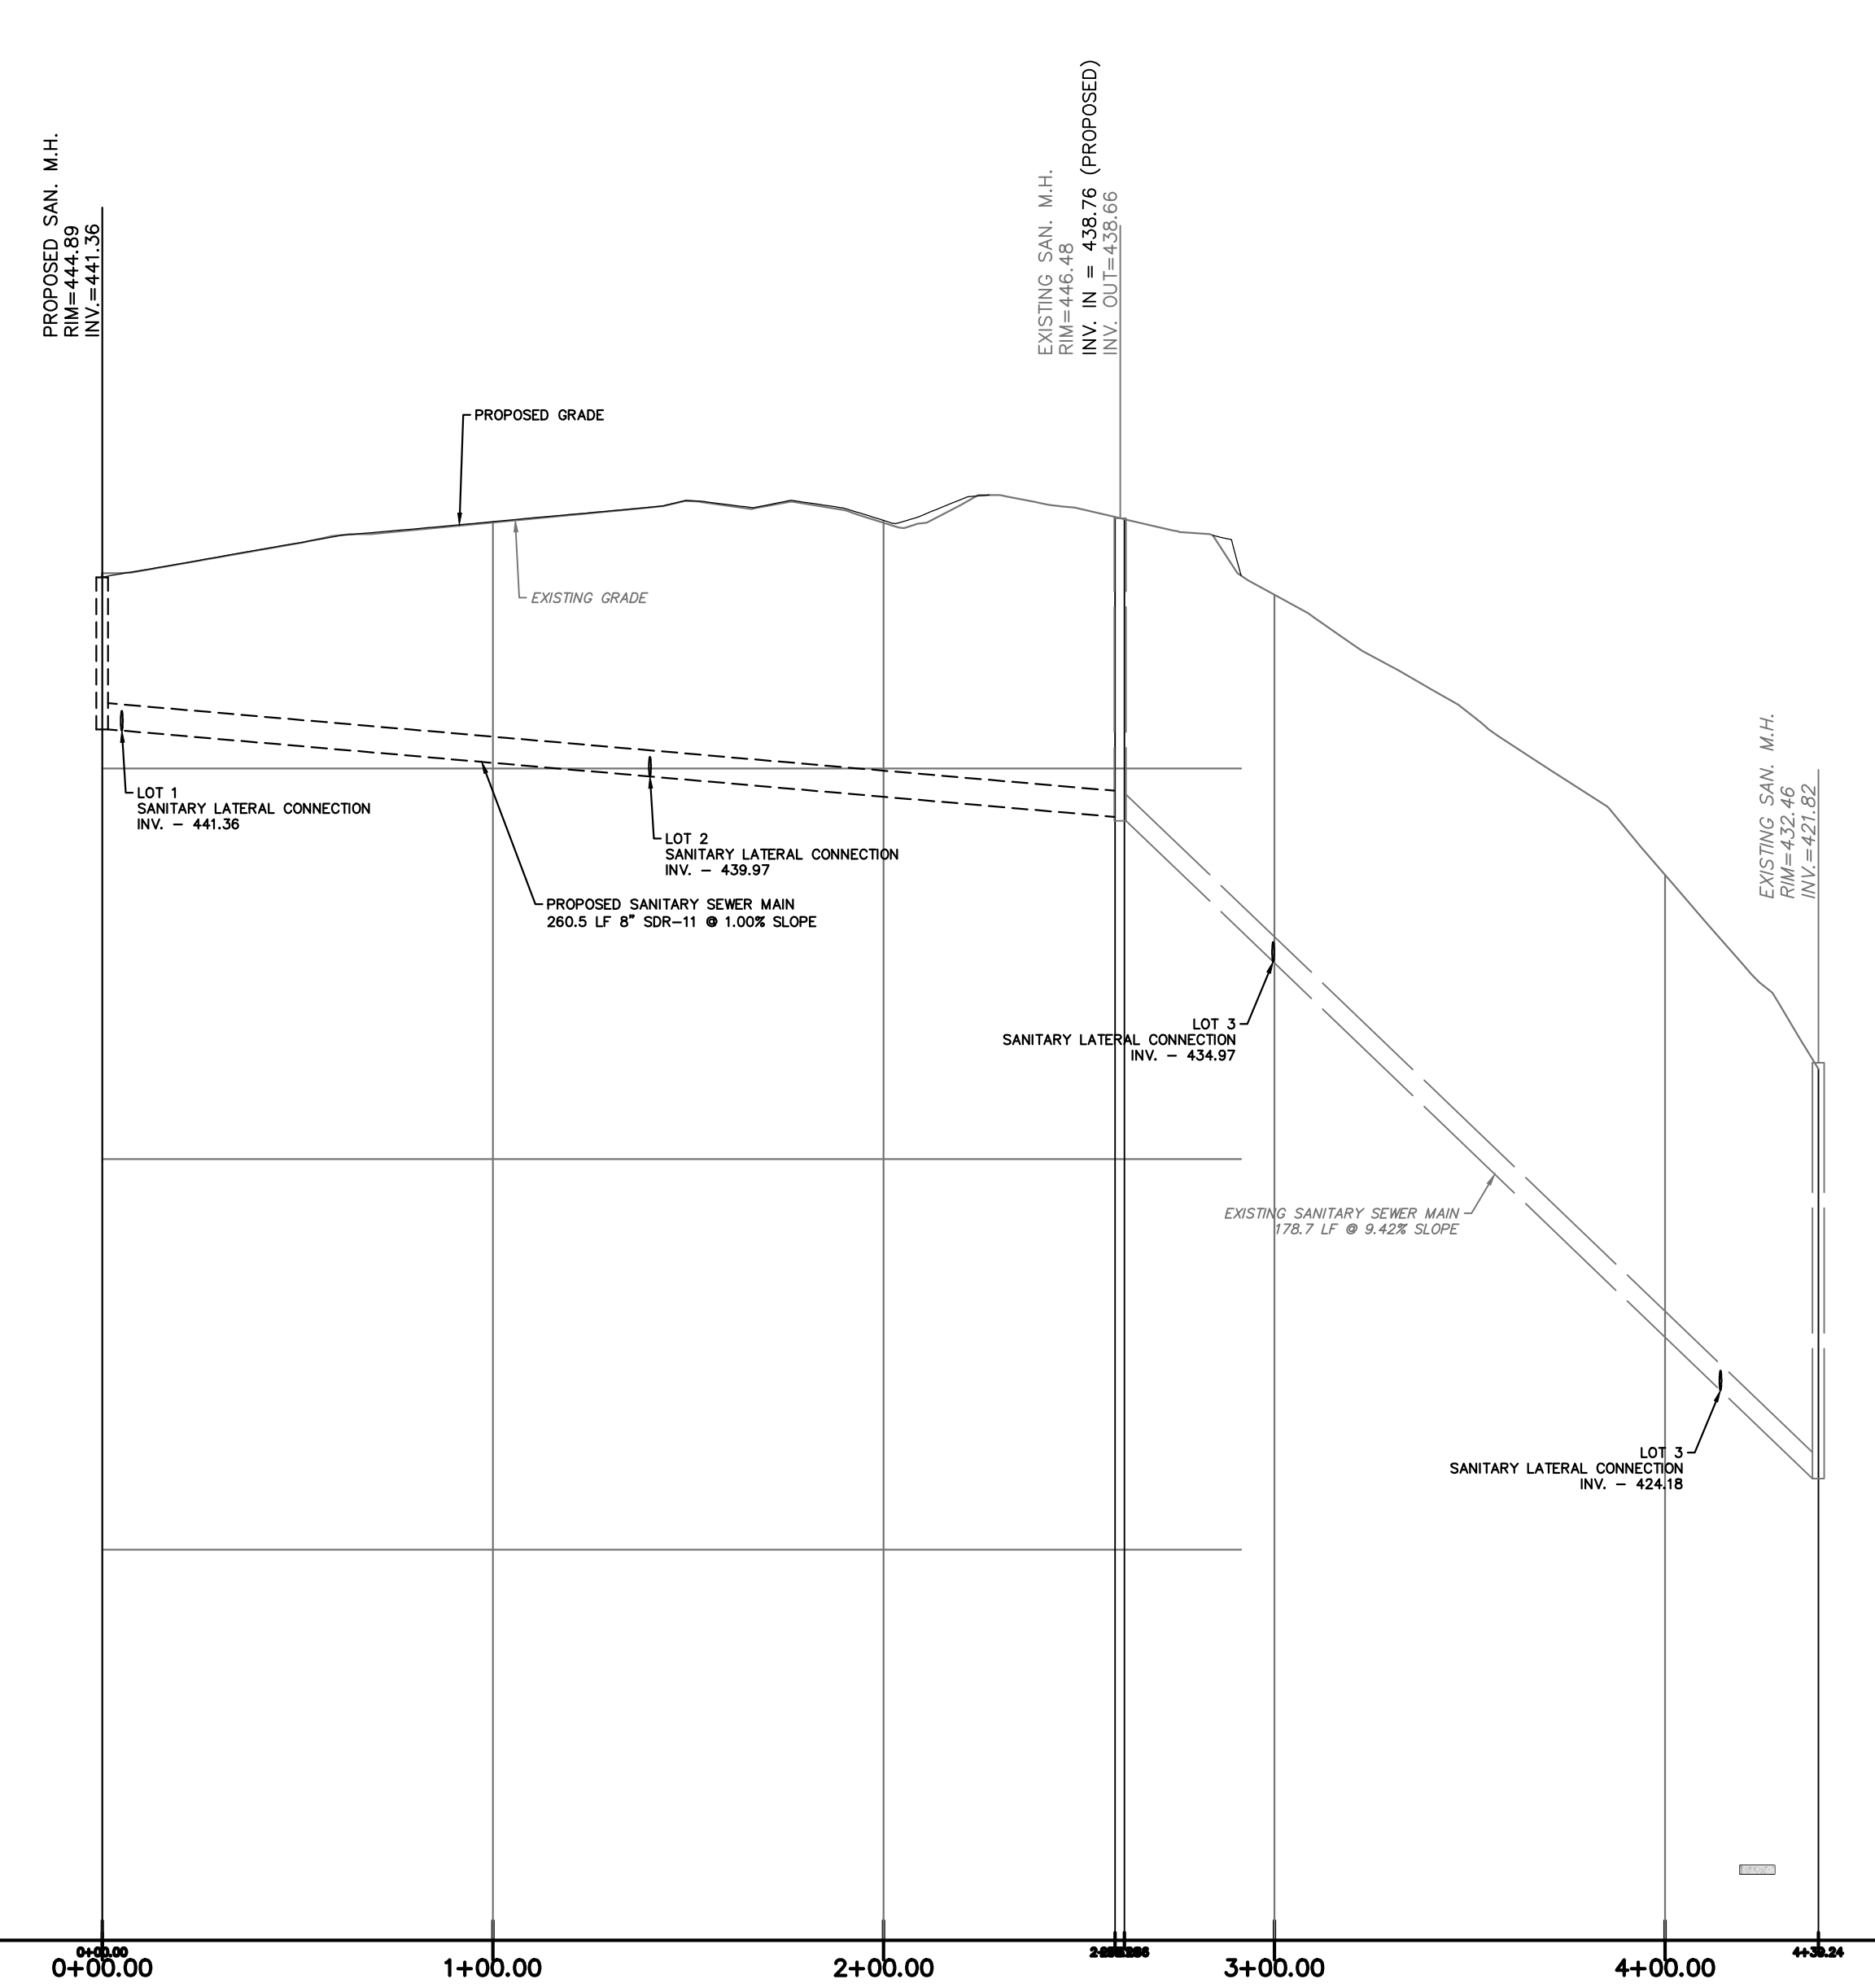 PROPOSED SAN. M.H.
RIM=444.89
INV.=441.36
EXISTING SAN. M.H.
RIM=446.48
INV. IN = 438.76 (PROPOSED)
INV. OUT=438.66
PROPOSED GRADE
EXISTING GRADE
EXISTING SAN. M.H.
RIM=432.46
INV.=421.82
LOT 1
SANITARY LATERAL CONNECTION
INV. – 441.36
LOT 2
SANITARY LATERAL CONNECTION
INV. – 439.97
PROPOSED SANITARY SEWER MAIN
260.5 LF 8" SDR–11 @ 1.00% SLOPE
LOT 3
SANITARY LATERAL CONNECTION
INV. – 434.97
EXISTING SANITARY SEWER MAIN
178.7 LF @ 9.42% SLOPE
LOT 3
SANITARY LATERAL CONNECTION
INV. – 424.18
0+00.00
4+39.24
0+00.00
1+00.00
2+00.00
3+00.00
4+00.00